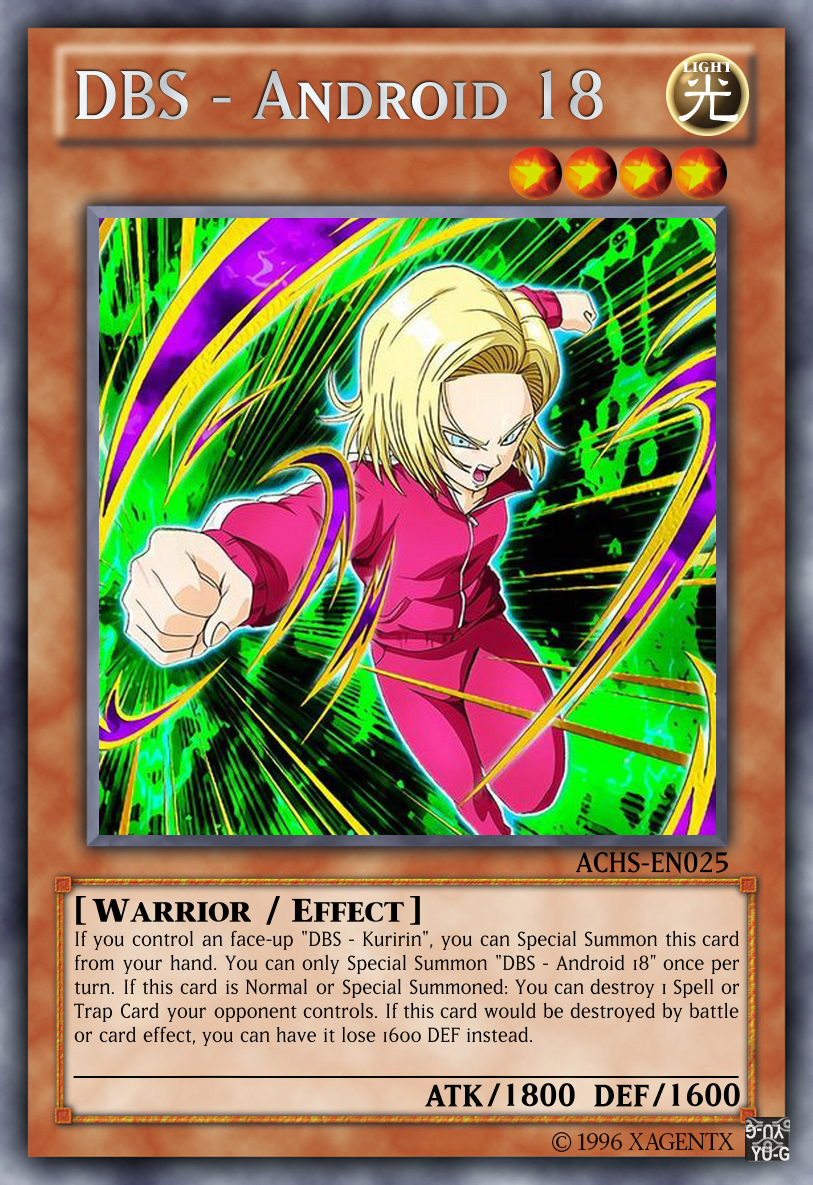 DBS - Android 18
LIGHT
光
ACHS-EN025
[ Warrior / Effect ]
If you control an face-up "DBS - Kuririn", you can Special Summon this card
from your hand. You can only Special Summon "DBS - Android 18" once per
turn. If this card is Normal or Special Summoned: You can destroy 1 Spell or
Trap Card your opponent controls. If this card would be destroyed by battle
or card effect, you can have it lose 1600 DEF instead.
ATK/1800 DEF/1600
© 1996 XAGENTX
YU-G
YU-G